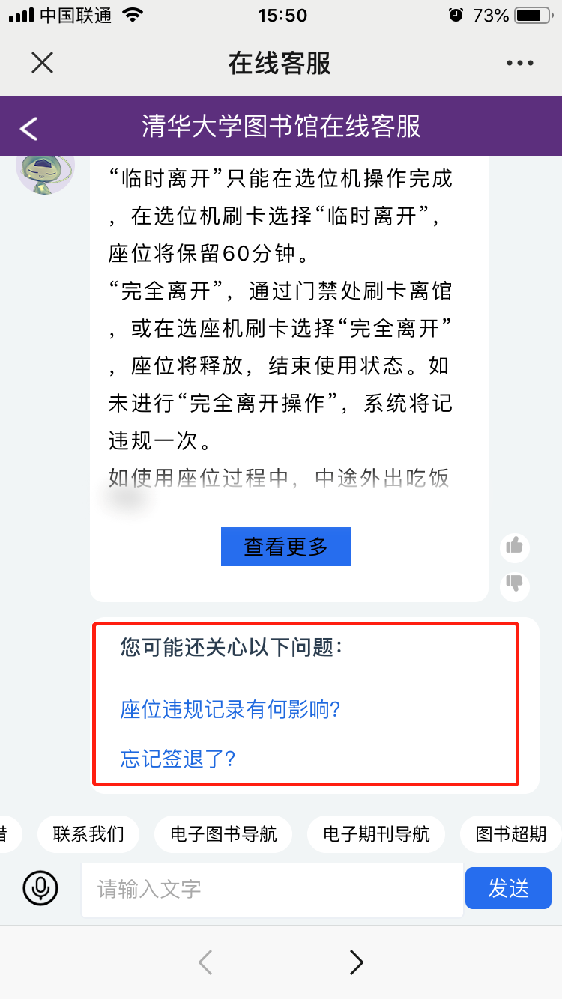 中国联通
15:50
73%
在线客服
清华大学图书馆在线客服
“临时离开”只能在选位机操作完成
，在选位机刷卡选择“临时离开”，
座位将保留60分钟。
“完全离开”，通过门禁处刷卡离馆
，或在选座机刷卡选择“完全离开”
，座位将释放，结束使用状态。如
未进行“完全离开操作”，系统将记
违规一次。
如使用座位过程中，中途外出吃饭
查看更多
您可能还关心以下问题：
座位违规记录有何影响?
忘记签退了?
联系我们
电子图书导航
电子期刊导航
图书超期
请输入文字
发送